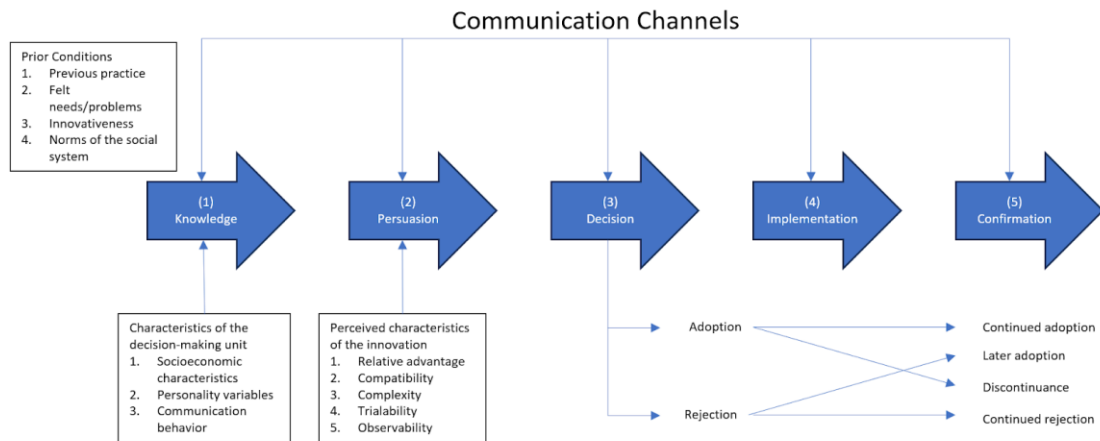 Communication Channels
Prior Conditions
1. Previous practice
2. Felt
needs/problems
3. Innovativeness
4. Norms of the social
system
(1)
Knowledge
(2)
Persuasion
(3)
Decision
(4)
Implementation
(5)
Confirmation
Characteristics of the
decision-making unit
1. Socioeconomic
characteristics
2. Personality variables
3. Communication
behavior
Perceived characteristics
of the innovation
1. Relative advantage
2. Compatibility
3. Complexity
4. Trialability
5. Observability
Adoption
Rejection
Continued adoption
Later adoption
Discontinuance
Continued rejection